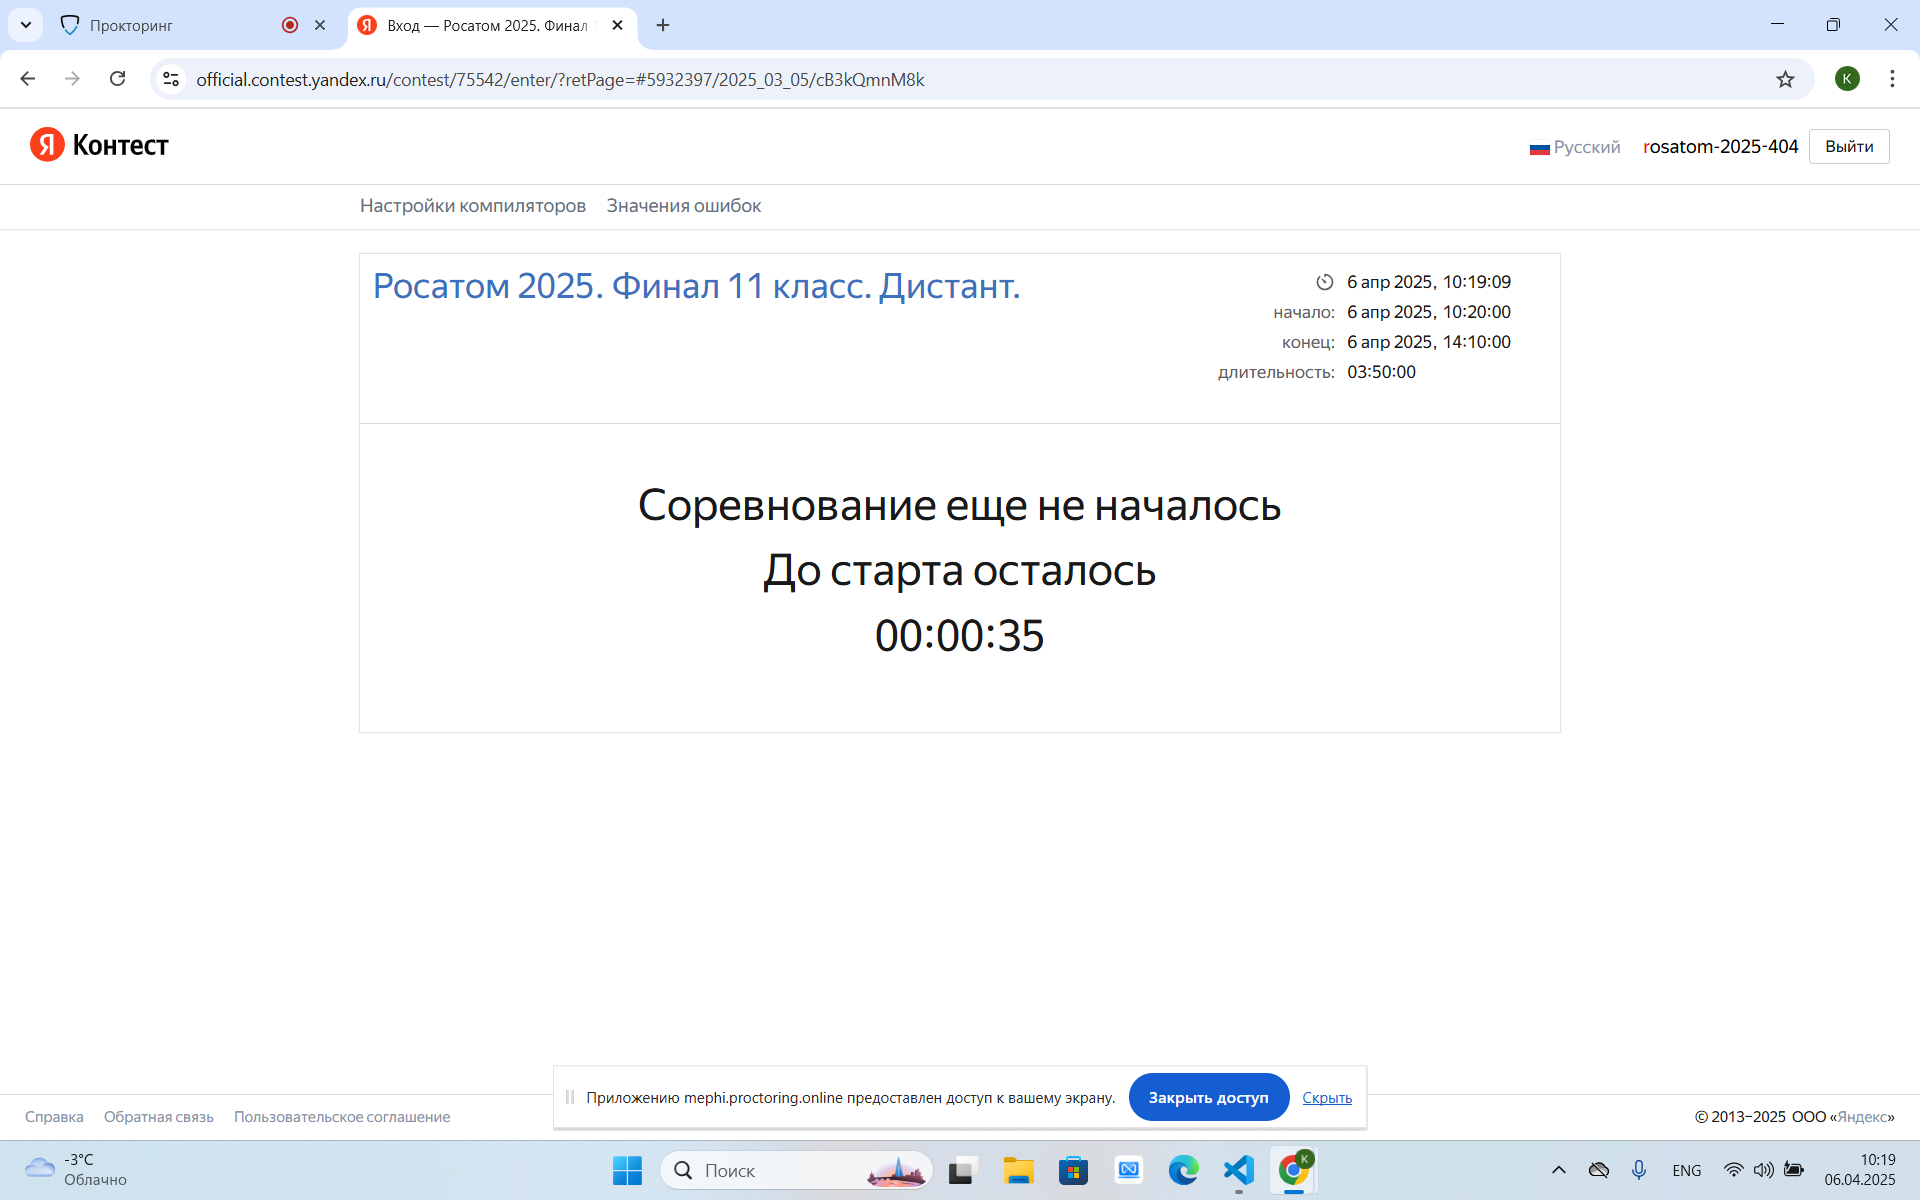 Прокторинг
Вход — Росатом 2025. Финал
official.contest.yandex.ru/contest/75542/enter/?retPage=#5932397/2025_03_05/cB3kQmnM8k
K
Я Контест
Русский
rosatom-2025-404
Выйти
Настройки компиляторов
Значения ошибок
Росатом 2025. Финал 11 класс. Дистант.
6 апр 2025, 10:19:09
начало: 6 апр 2025, 10:20:00
конец: 6 апр 2025, 14:10:00
длительность: 03:50:00
Соревнование еще не началось
До старта осталось
00:00:35
Приложению mephi.proctoring.online предоставлен доступ к вашему экрану.
Закрыть доступ
Скрыть
Справка
Обратная связь
Пользовательское соглашение
© 2013–2025 ООО «Яндекс»
-3°C
Облачно
Поиск
K
ENG
10:19
06.04.2025